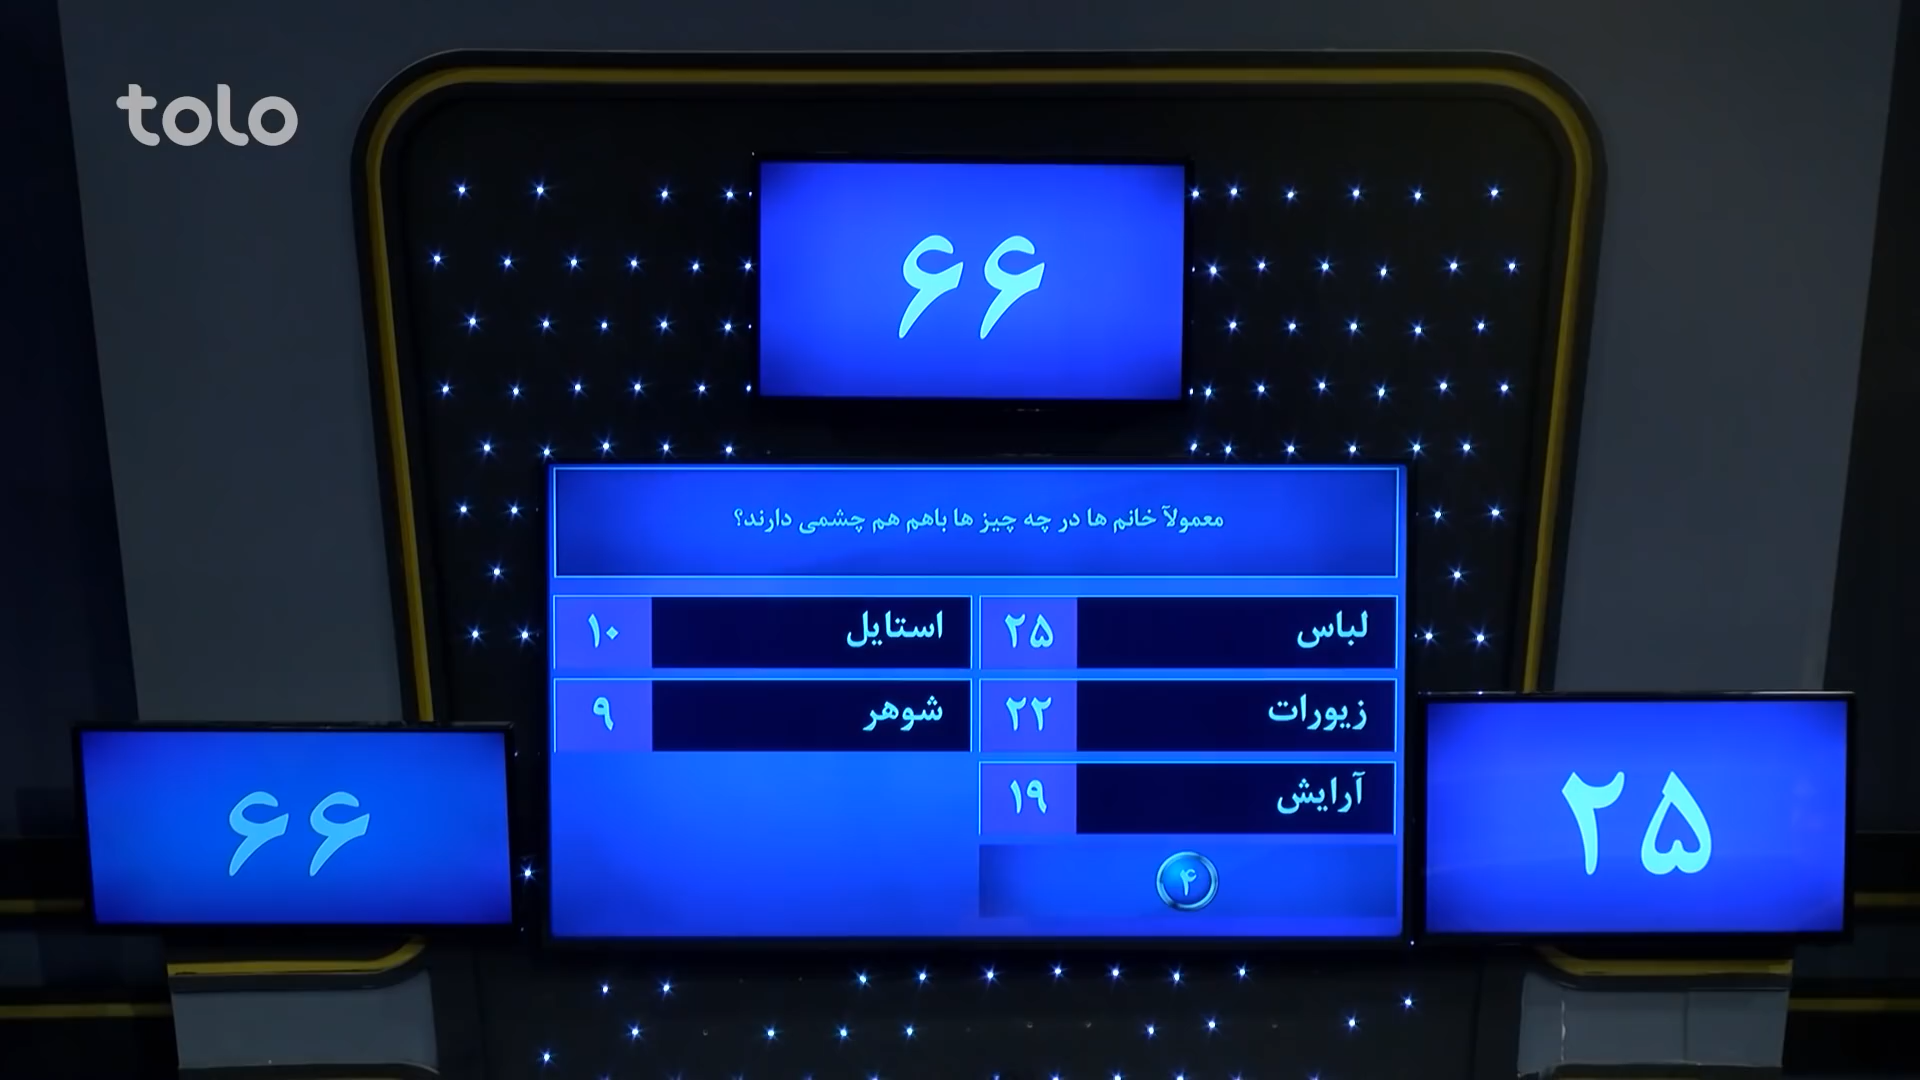 tolo
۶۶
معمولآ خانم ها در چه چیز ها باهم هم چشمی دارند؟
لباس ۲۵
زیورات ۲۲
آرایش ۱۹
۴
استایل ۱۰
شوهر ۹
۲۵
۶۶